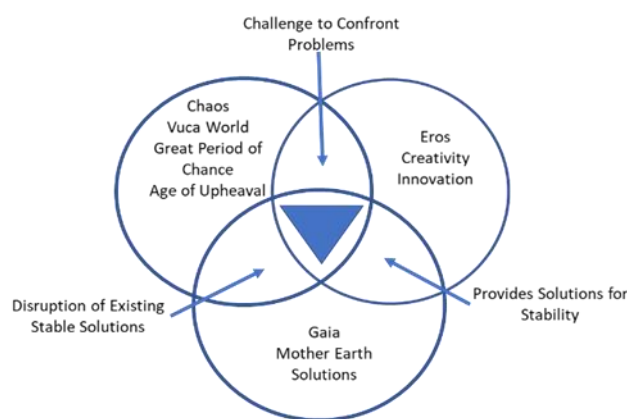 Challenge to Confront
Problems
Chaos
Vuca World
Great Period of
Chance
Age of Upheaval
Eros
Creativity
Innovation
Disruption of Existing
Stable Solutions
Provides Solutions for
Stability
Gaia
Mother Earth
Solutions